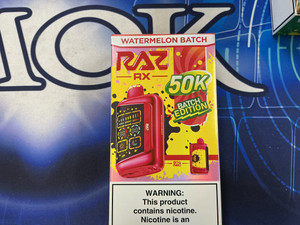 WATERMELON BATCH
RAZ
RX
50K
BATCH
EDITION
WARNING:
This product
contains nicotine.
Nicotine is an